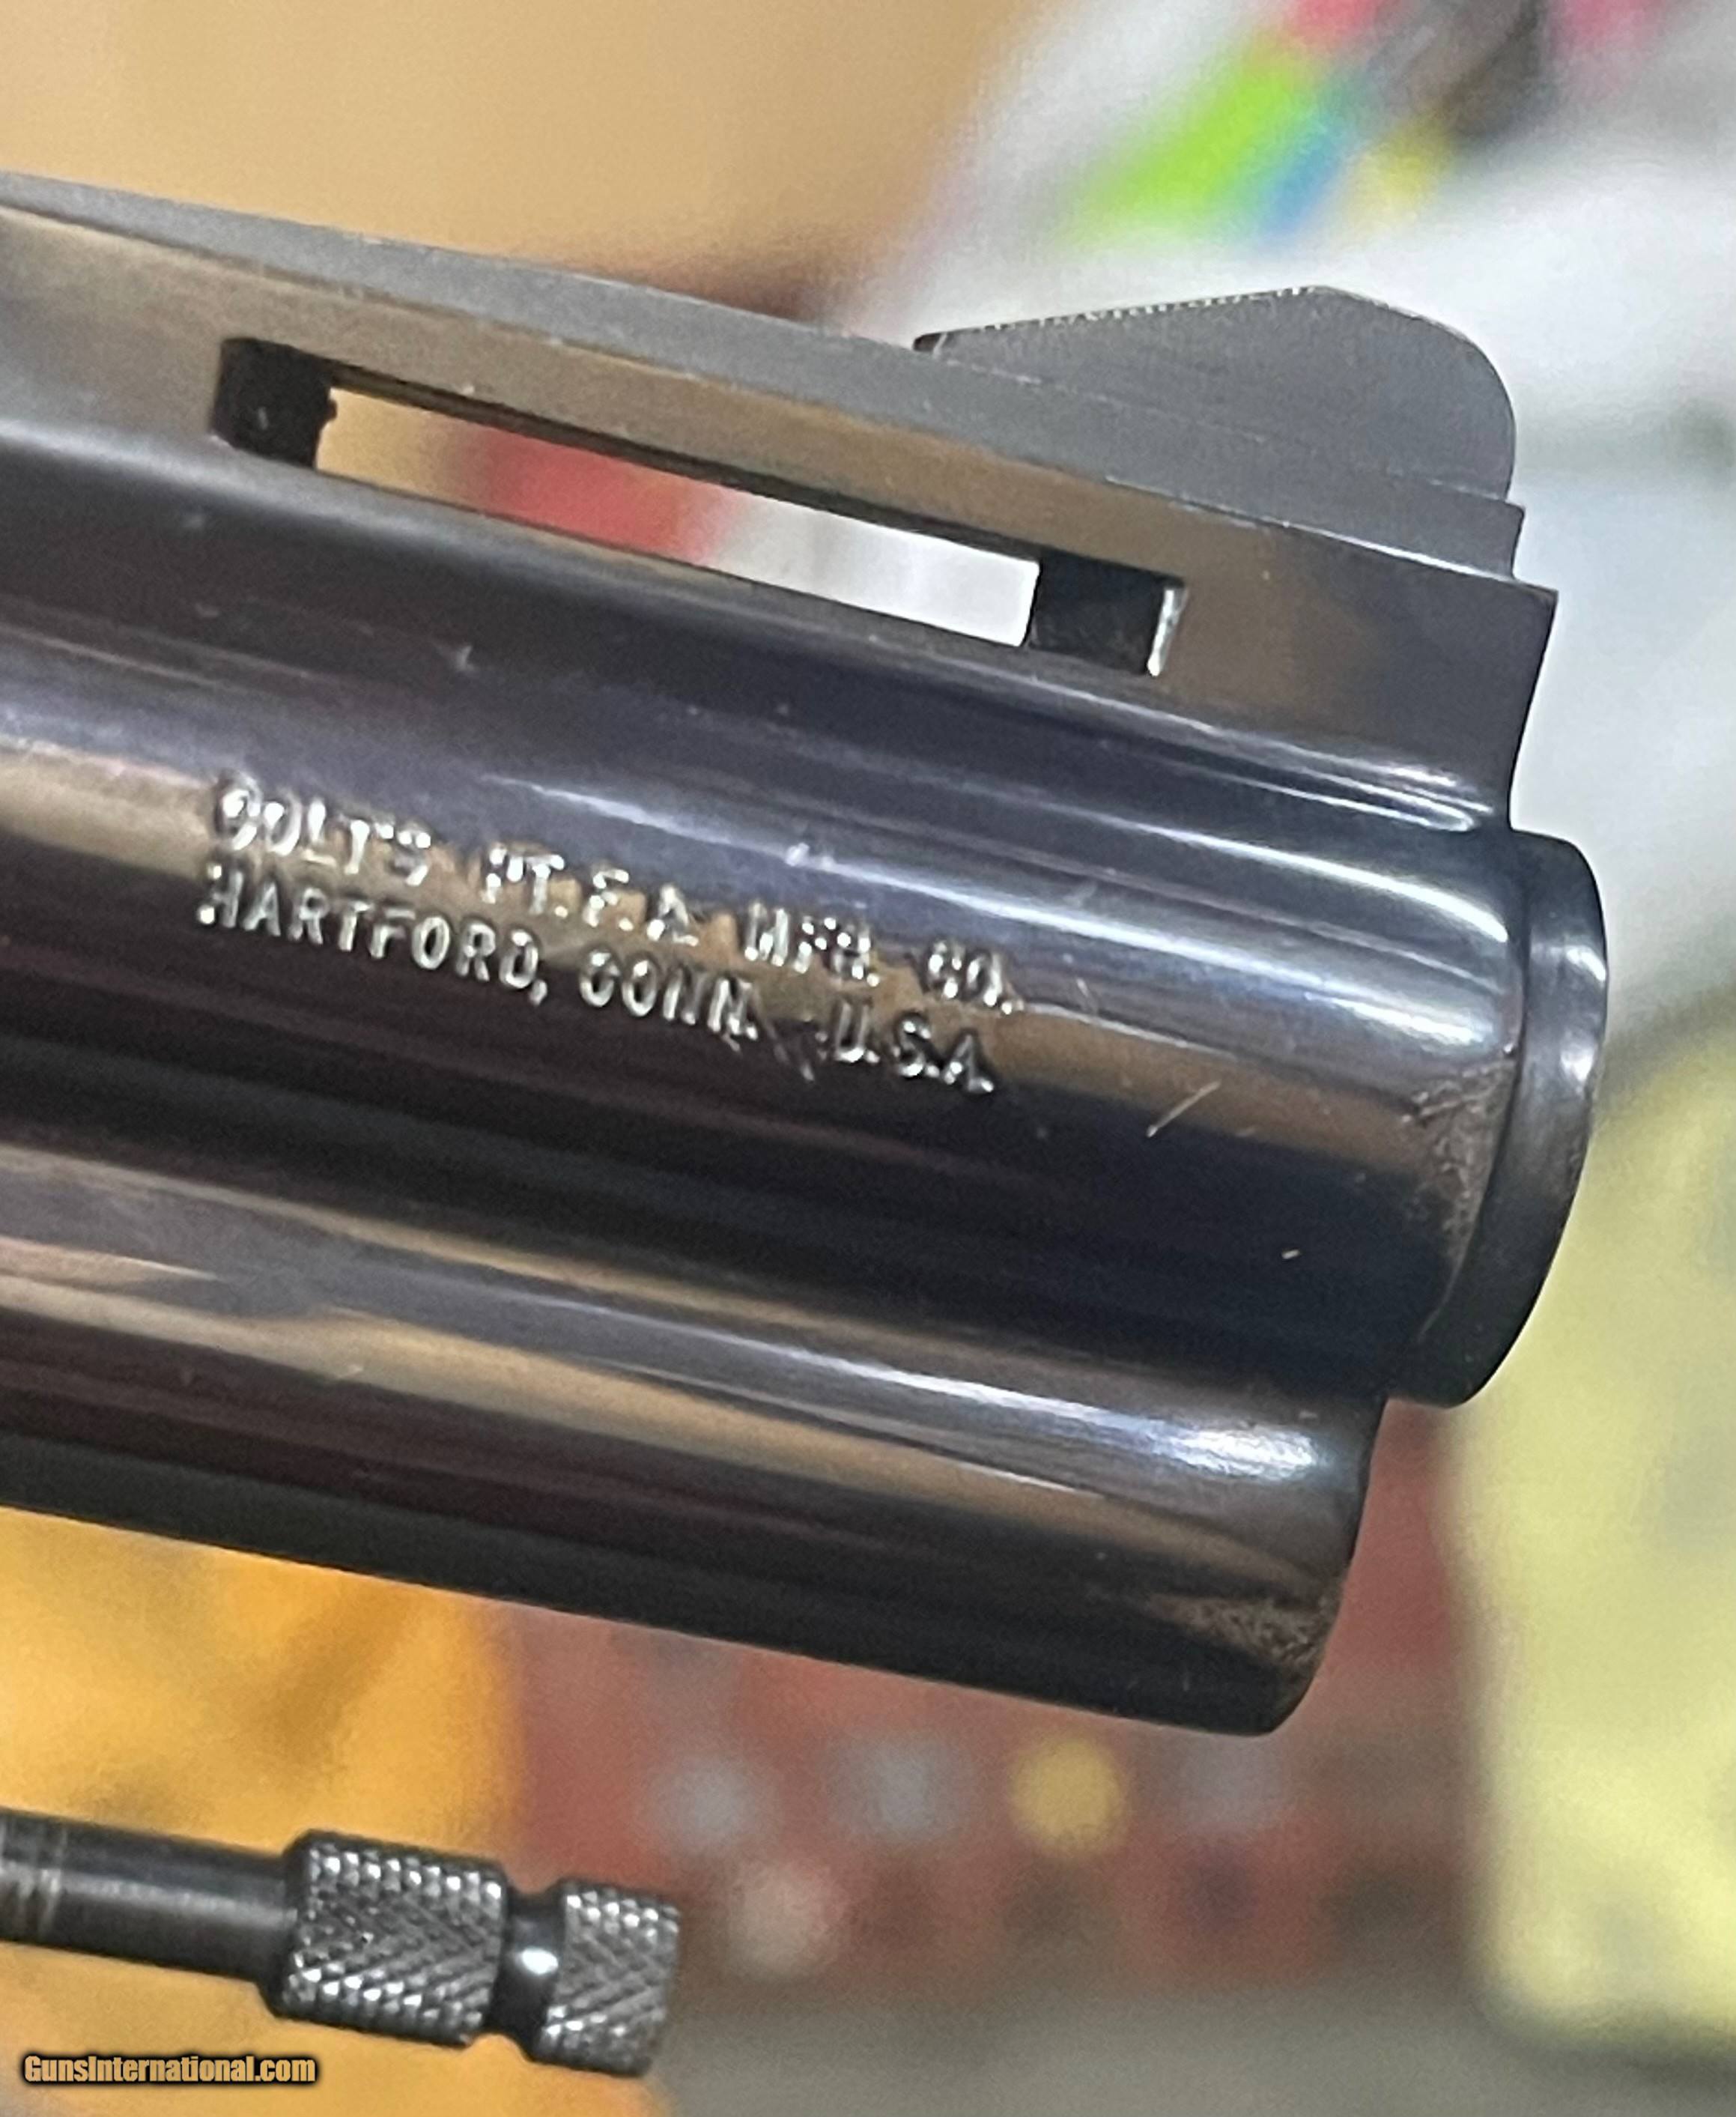 COLT'S PT. F. A. MFG. CO.
HARTFORD, CONN. U.S.A.
GunsInternational.com